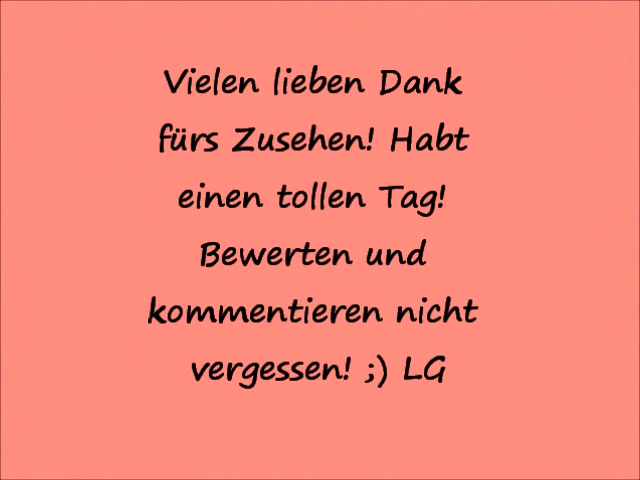 Vielen lieben Dank
fürs Zusehen! Habt
einen tollen Tag!
Bewerten und
kommentieren nicht
vergessen! ;) LG